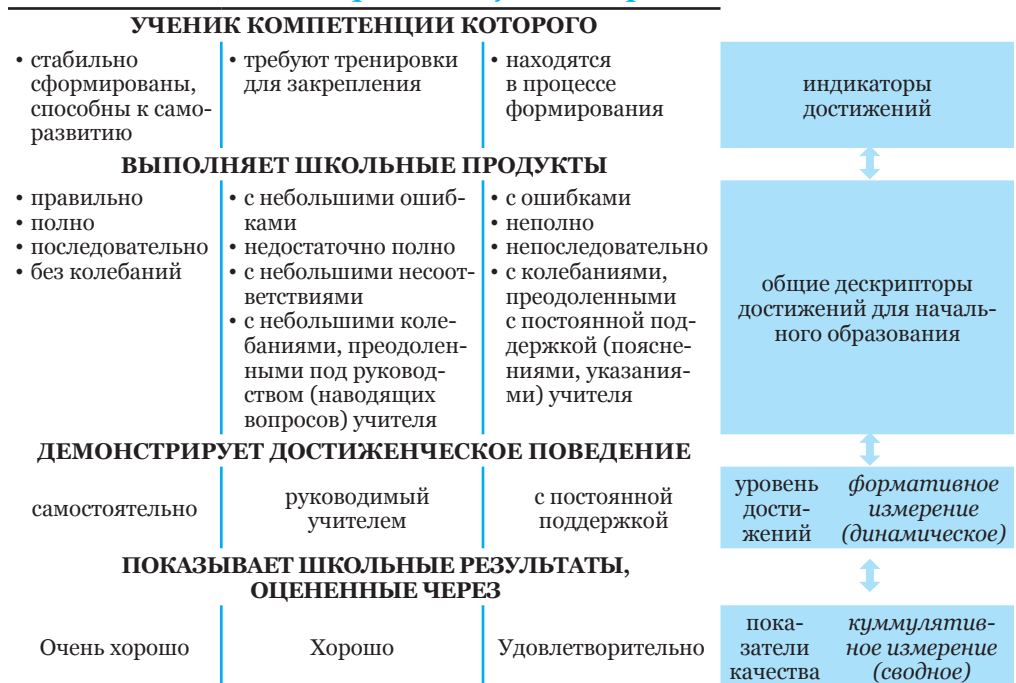 УЧЕНИК КОМПЕТЕНЦИИ КОТОРОГО
• стабильно
сформированы,
способны к само-
развитию
• требуют тренировки
для закрепления
• находятся
в процессе
формирования
индикаторы
достижений
ВЫПОЛНЯЕТ ШКОЛЬНЫЕ ПРОДУКТЫ
• правильно
• полно
• последовательно
• без колебаний
• с небольшими ошиб-
ками
• недостаточно полно
• с небольшими несоот-
ветствиями
• с небольшими коле-
баниями, преодолен-
ными под руковод-
ством (наводящих
вопросов) учителя
• с ошибками
• неполно
• непоследовательно
• с колебаниями,
преодоленными
с постоянной под-
держкой (поясне-
ниями, указания-
ми) учителя
общие дескрипторы
достижений для началь-
ного образования
ДЕМОНСТРИРУЕТ ДОСТИЖЕНЧЕСКОЕ ПОВЕДЕНИЕ
самостоятельно
руководимый
учителем
с постоянной
поддержкой
уровень
дости-
жений
формативное
измерение
(динамическое)
ПОКАЗЫВАЕТ ШКОЛЬНЫЕ РЕЗУЛЬТАТЫ,
ОЦЕНЕННЫЕ ЧЕРЕЗ
Очень хорошо
Хорошо
Удовлетворительно
пока-
затели
качества
куммулятив-
ное измерение
(сводное)